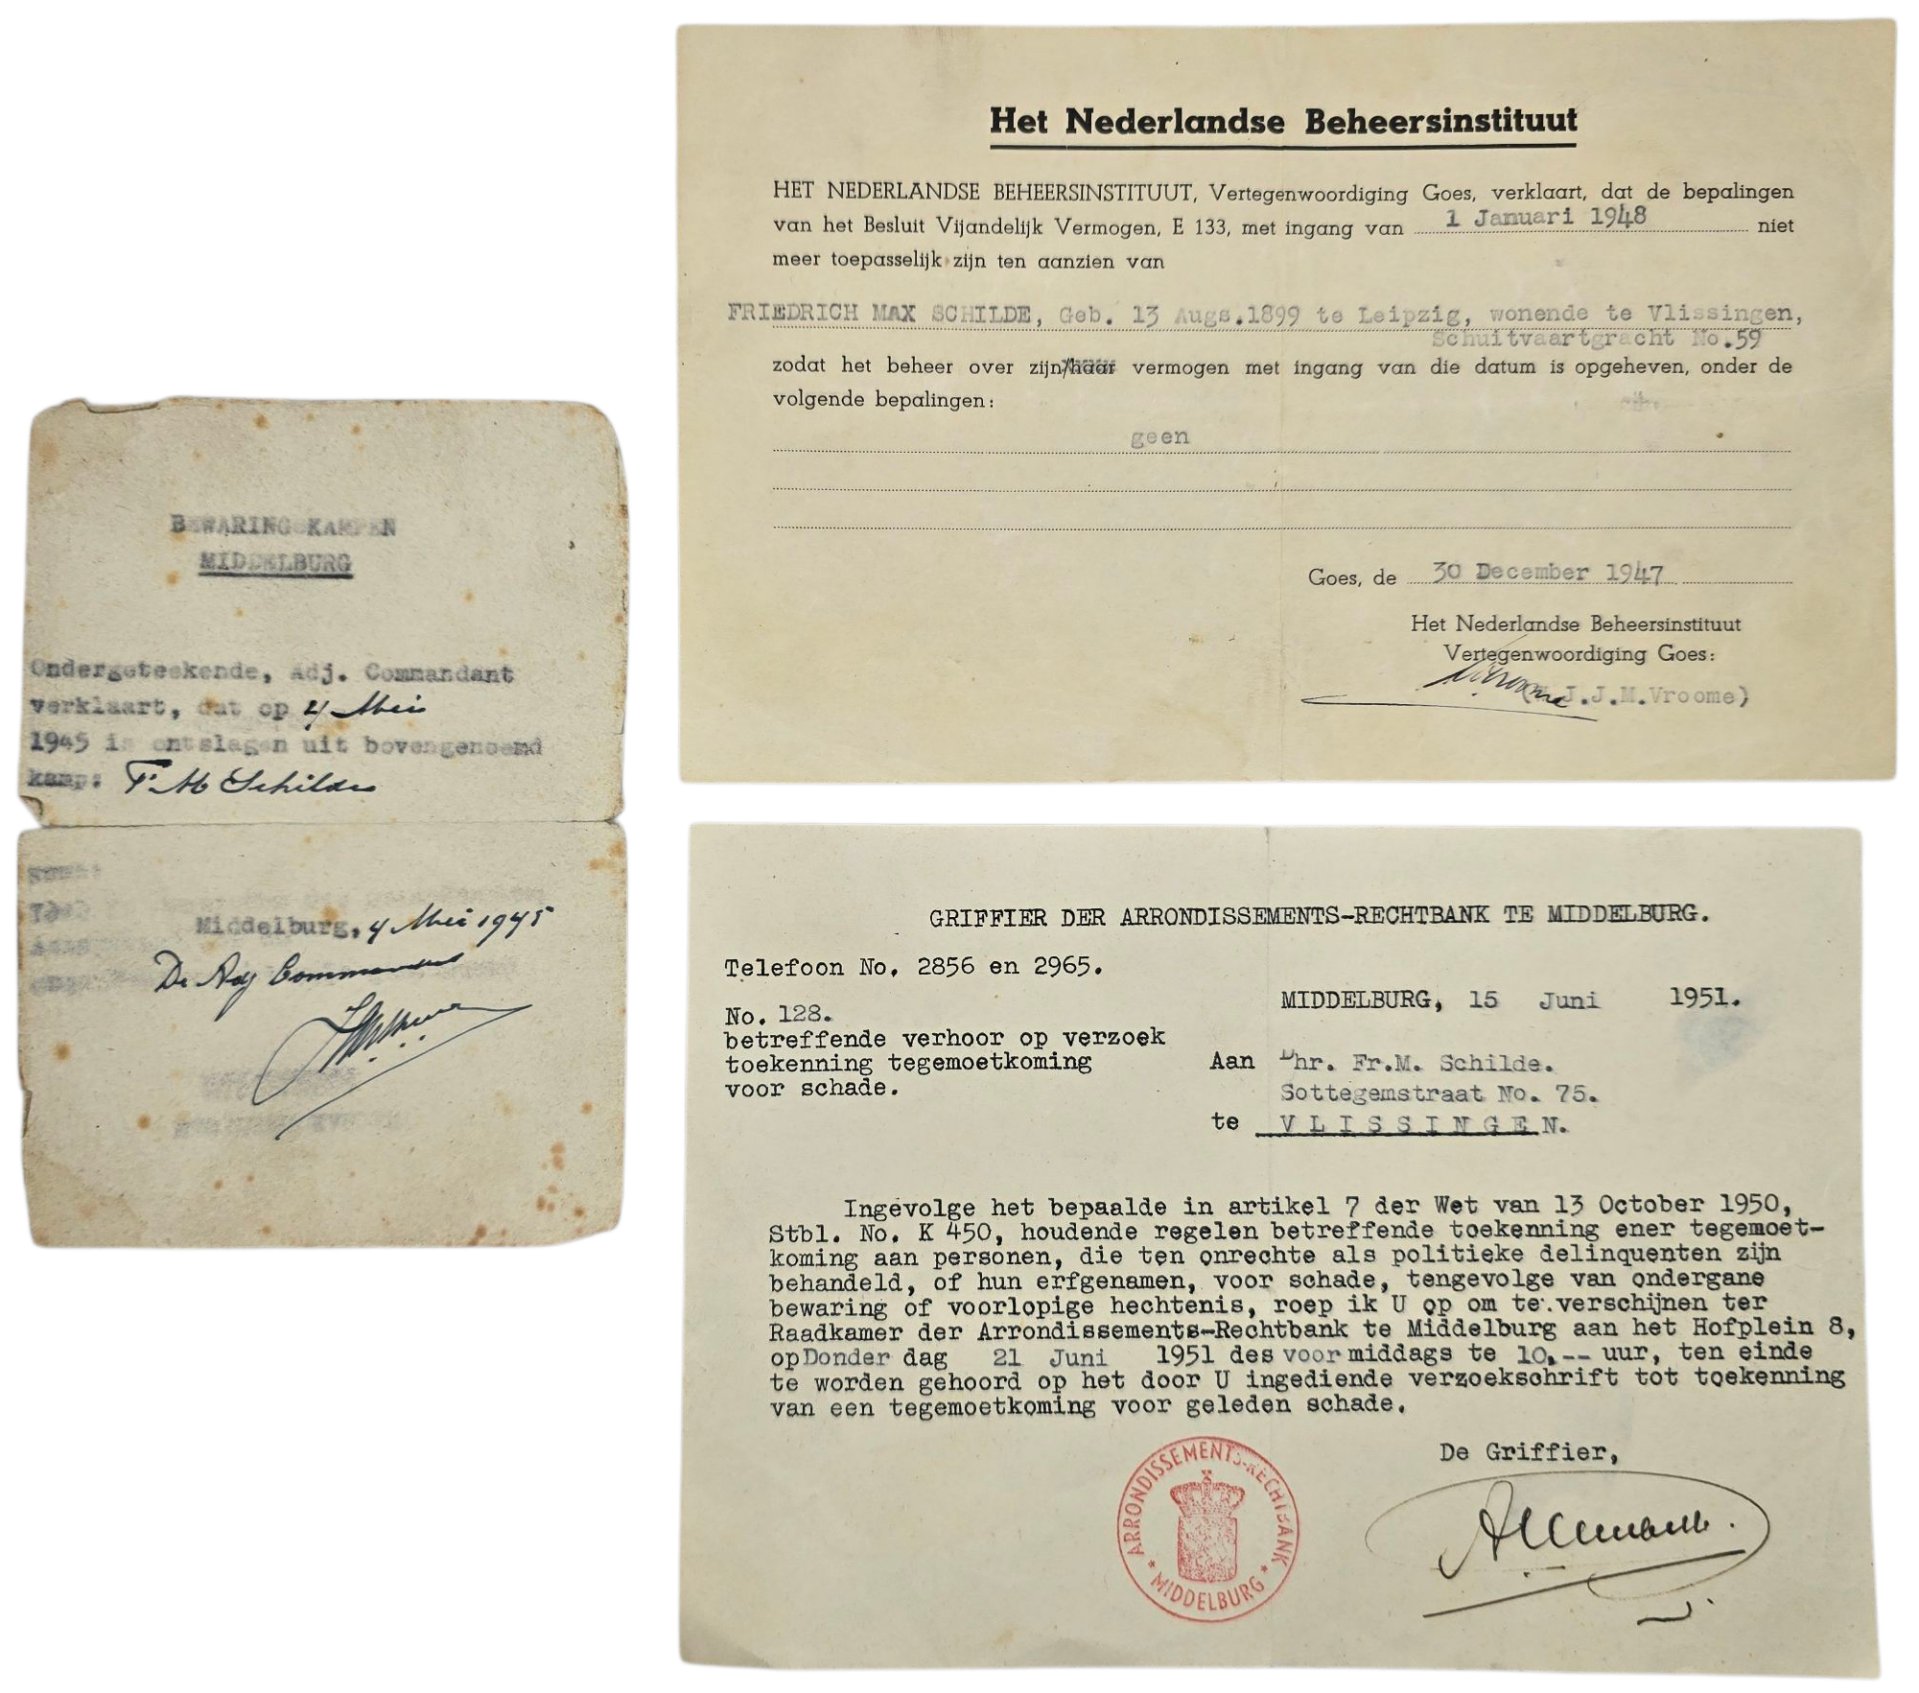 BEWARINGSKAMPEN
MIDDELBURG
Ondergeteekende, Adj. Commandant
verklaart, dat op 4 Mei
1945 is ontslagen uit bovengenoemd
kamp: F. M Schilde
Middelburg, 4 Mei 1945
De Adj Commandant
Het Nederlandse Beheersinstituut
HET NEDERLANDSE BEHEERSINSTITUUT, Vertegenwoordiging Goes, verklaart, dat de bepalingen
van het Besluit Vijandelijk Vermogen, E 133, met ingang van 1 Januari 1948 niet
meer toepasselijk zijn ten aanzien van
FRIEDRICH MAX SCHILDE, Geb. 13 Augs.1899 te Leipzig, wonende te Vlissingen,
Schuitvaartgracht No.59
zodat het beheer over zijn/haar vermogen met ingang van die datum is opgeheven, onder de
volgende bepalingen:
geen
Goes, de 30 December 1947
Het Nederlandse Beheersinstituut
Vertegenwoordiging Goes:
J.J.M.Vroome)
GRIFFIER DER ARRONDISSEMENTS-RECHTBANK TE MIDDELBURG.
Telefoon No. 2856 en 2965.
MIDDELBURG, 15 Juni 1951.
No. 128.
betreffende verhoor op verzoek
toekenning tegemoetkoming
voor schade.
Aan Dhr. Fr.M. Schilde.
Sottegemstraat No. 75.
te VLISSINGEN.
Ingevolge het bepaalde in artikel 7 der Wet van 13 October 1950,
Stbl. No. K 450, houdende regelen betreffende toekenning ener tegemoet-
koming aan personen, die ten onrechte als politieke delinquenten zijn
behandeld, of hun erfgenamen, voor schade, tengevolge van ondergane
bewaring of voorlopige hechtenis, roep ik U op om te verschijnen ter
Raadkamer der Arrondissements-Rechtbank te Middelburg aan het Hofplein 8,
op Donder dag 21 Juni 1951 des voor middags te 10.-- uur, ten einde
te worden gehoord op het door U ingediende verzoekschrift tot toekenning
van een tegemoetkoming voor geleden schade.
De Griffier,
ARRONDISSEMENTS-RECHTBANK
* MIDDELBURG *